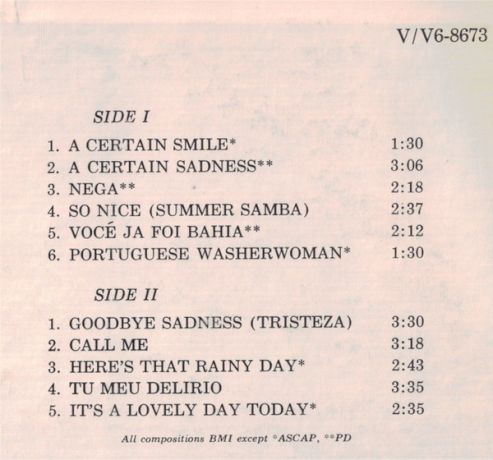 V/V6-8673
SIDE I
1. A CERTAIN SMILE* 1:30
2. A CERTAIN SADNESS** 3:06
3. NEGA** 2:18
4. SO NICE (SUMMER SAMBA) 2:37
5. VOCÉ JA FOI BAHIA** 2:12
6. PORTUGUESE WASHERWOMAN* 1:30
SIDE II
1. GOODBYE SADNESS (TRISTEZA) 3:30
2. CALL ME 3:18
3. HERE'S THAT RAINY DAY* 2:43
4. TU MEU DELIRIO 3:35
5. IT'S A LOVELY DAY TODAY* 2:35
All compositions BMI except *ASCAP, **PD